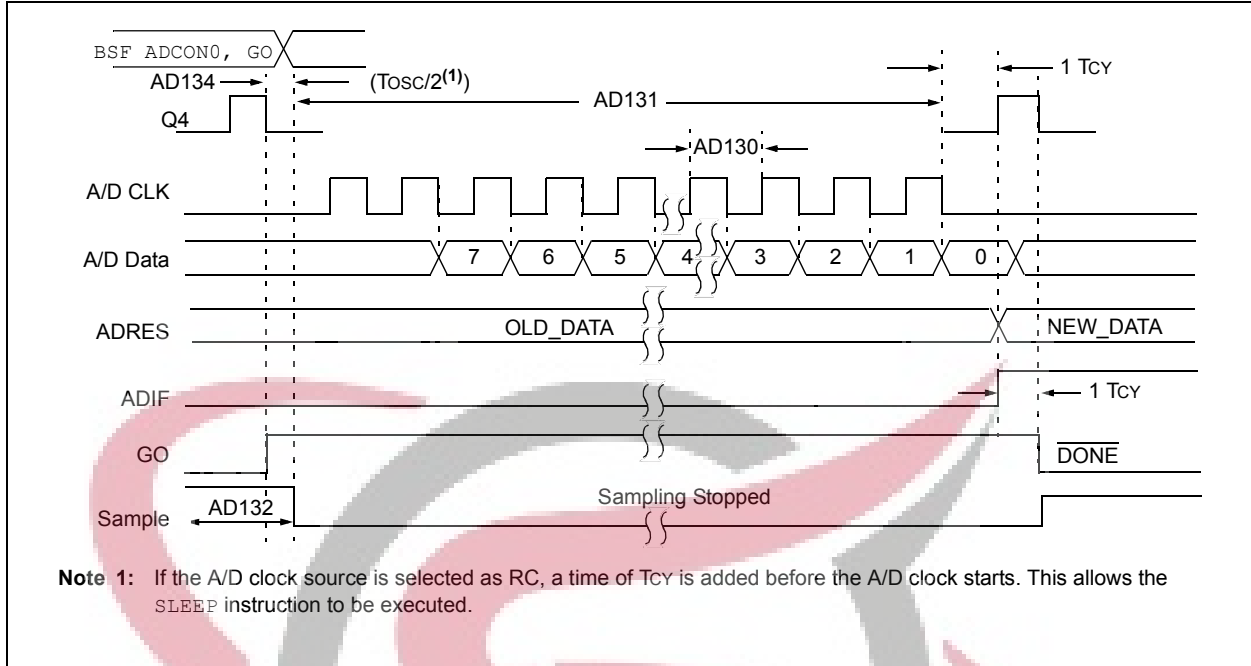 BSF ADCON0, GO
AD134 (TOSC/2(1)) 1 TCY
AD131
Q4
AD130
A/D CLK
A/D Data 7 6 5 4 3 2 1 0
ADRES OLD_DATA NEW_DATA
ADIF 1 TCY
GO DONE
Sample AD132 Sampling Stopped
Note 1: If the A/D clock source is selected as RC, a time of TCY is added before the A/D clock starts. This allows the
SLEEP instruction to be executed.